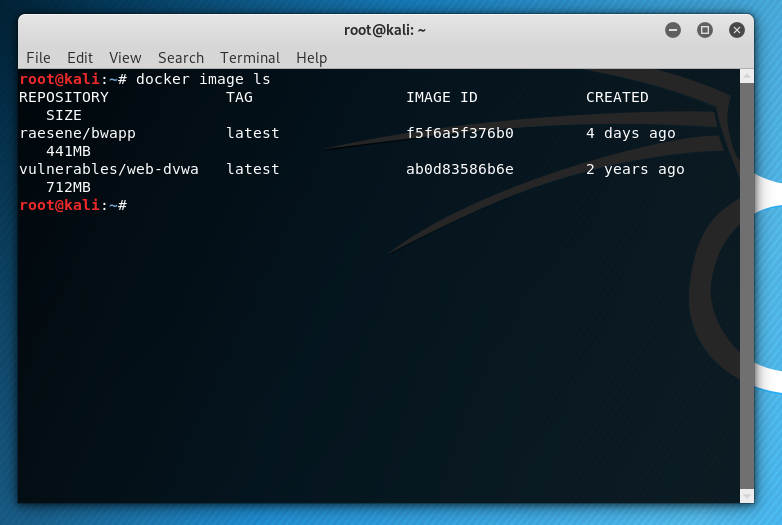 root@kali: ~
File Edit View Search Terminal Help
root@kali:~# docker image ls
REPOSITORY TAG IMAGE ID CREATED
SIZE
raesene/bwapp latest f5f6a5f376b0 4 days ago
441MB
vulnerables/web-dvwa latest ab0d83586b6e 2 years ago
712MB
root@kali:~#